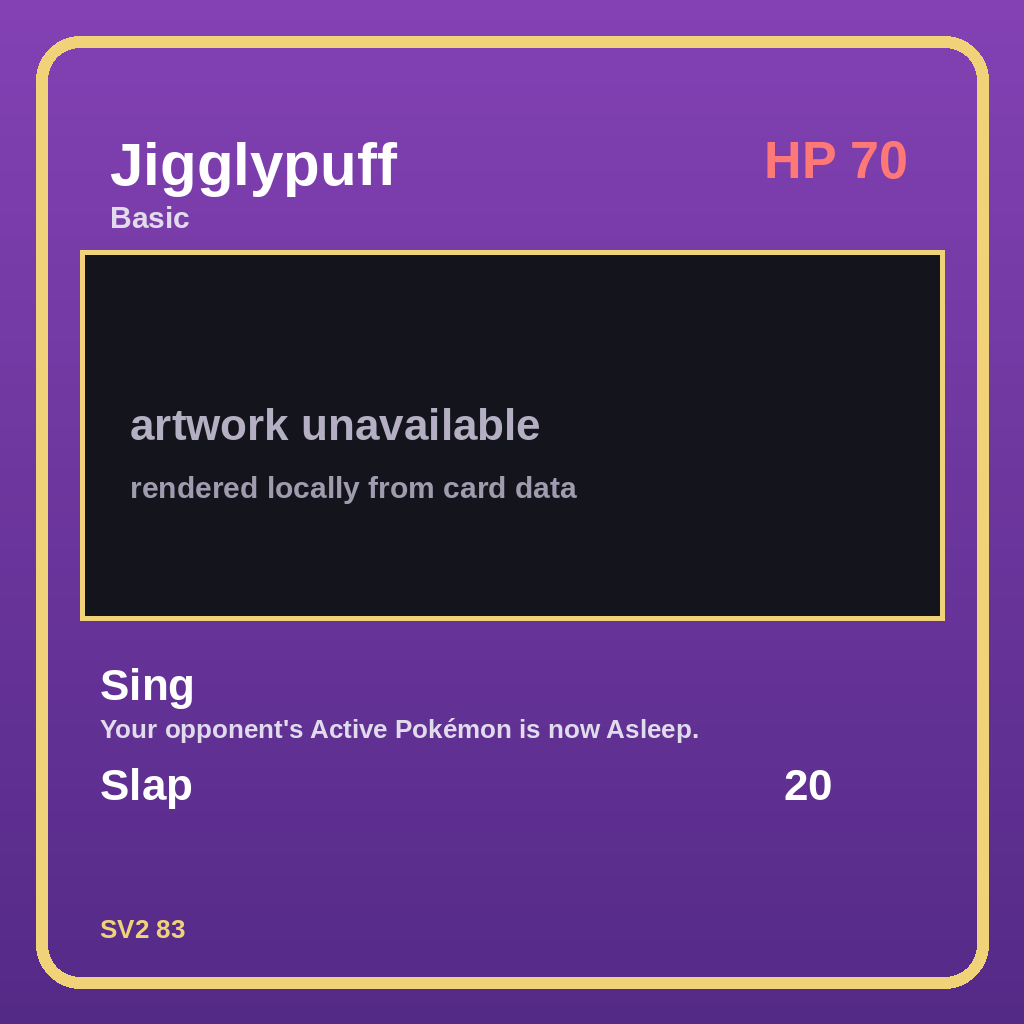 Jigglypuff
HP 70
Basic
artwork unavailable
rendered locally from card data
Sing
Your opponent's Active Pokémon is now Asleep.
Slap 20
SV2 83